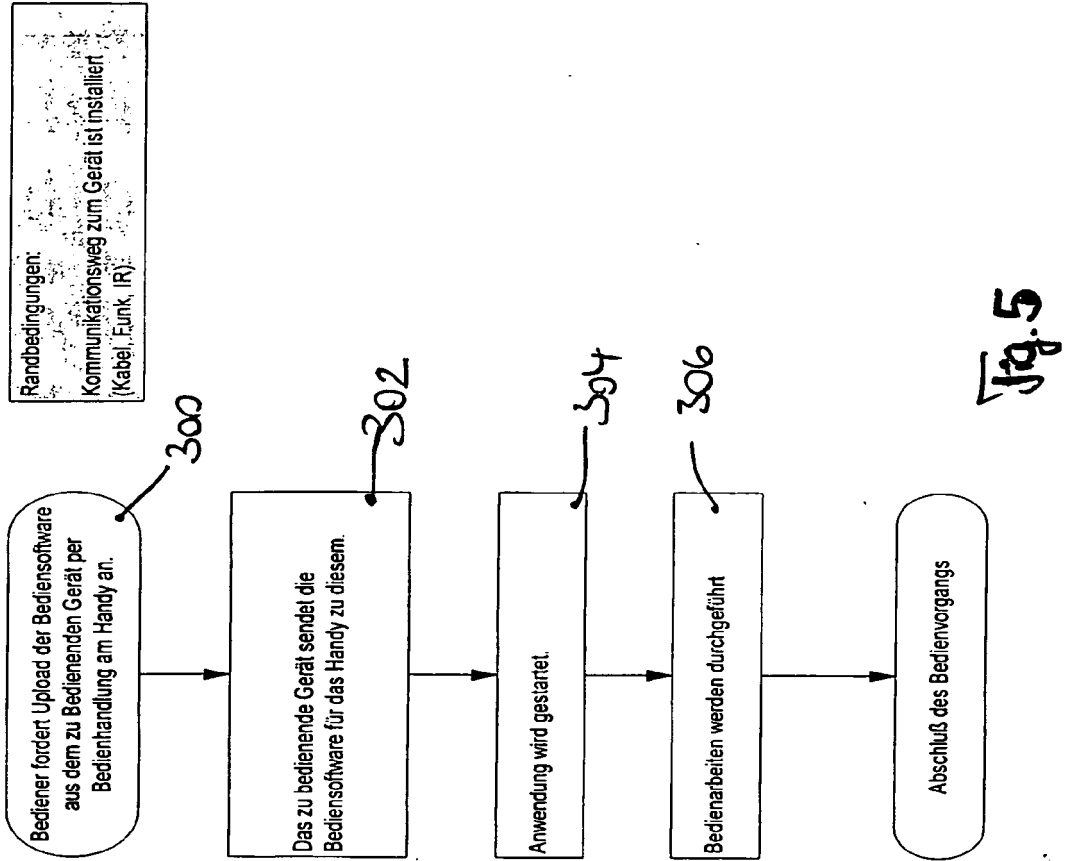 Randbedingungen:
Kommunikationsweg zum Gerät ist installiert
(Kabel, Funk, IR)
Bediener fordert Upload der Bediensoftware
aus dem zu Bedienenden Gerät per
Bedienhandlung am Handy an.
300
Das zu bedienende Gerät sendet die
Bediensoftware für das Handy zu diesem.
302
Anwendung wird gestartet.
304
Bedienarbeiten werden durchgeführt
306
Abschluß des Bedienvorgangs
Fig. 5